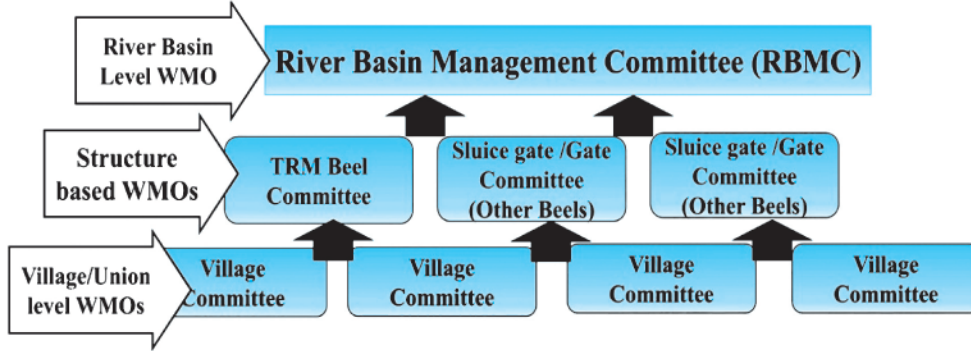 River Basin
Level WMO
River Basin Management Committee (RBMC)
Structure
based WMOs
TRM Beel
Committee
Sluice gate /Gate
Committee
(Other Beels)
Sluice gate /Gate
Committee
(Other Beels)
Village/Union
level WMOs
Village
Committee
Village
Committee
Village
Committee
Village
Committee